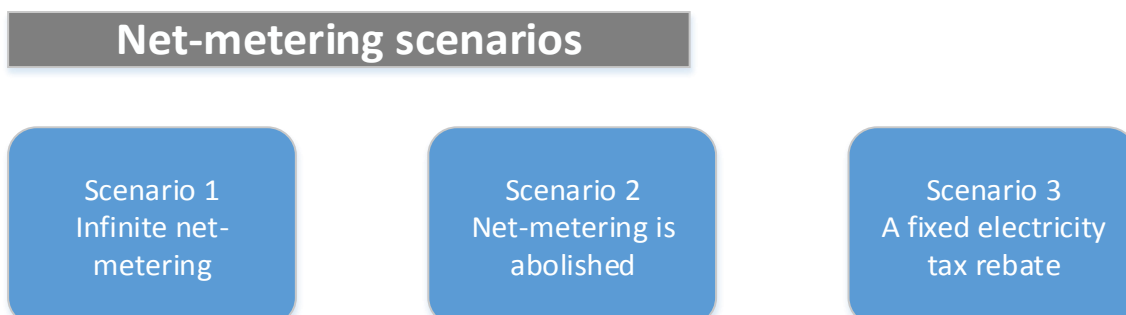 Net-metering scenarios
Scenario 1
Infinite net-
metering
Scenario 2
Net-metering is
abolished
Scenario 3
A fixed electricity
tax rebate